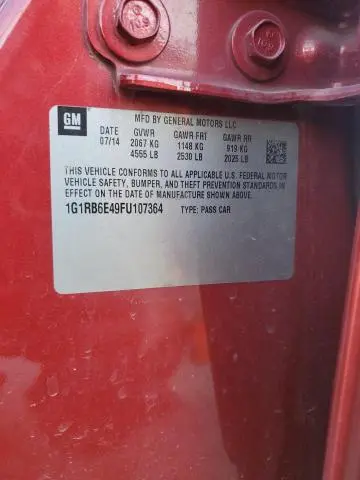 GM
MFD BY GENERAL MOTORS LLC
DATE GVWR GAWR-FRT GAWR-RR
07/14 2067 KG 1148 KG 919 KG
4555 LB 2530 LB 2025 LB
THIS VEHICLE CONFORMS TO ALL APPLICABLE U.S. FEDERAL MOTOR
VEHICLE SAFETY, BUMPER, AND THEFT PREVENTION STANDARDS IN
EFFECT ON THE DATE OF MANUFACTURE SHOWN ABOVE.
1G1RB6E49FU107364 TYPE: PASS CAR